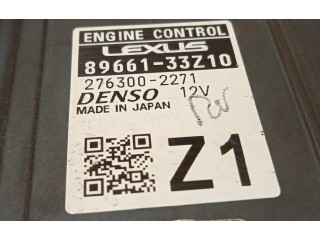 ENGINE CONTROL
LEXUS
89661-33Z10
276300-2271
DENSO 12V
MADE IN JAPAN
Z1